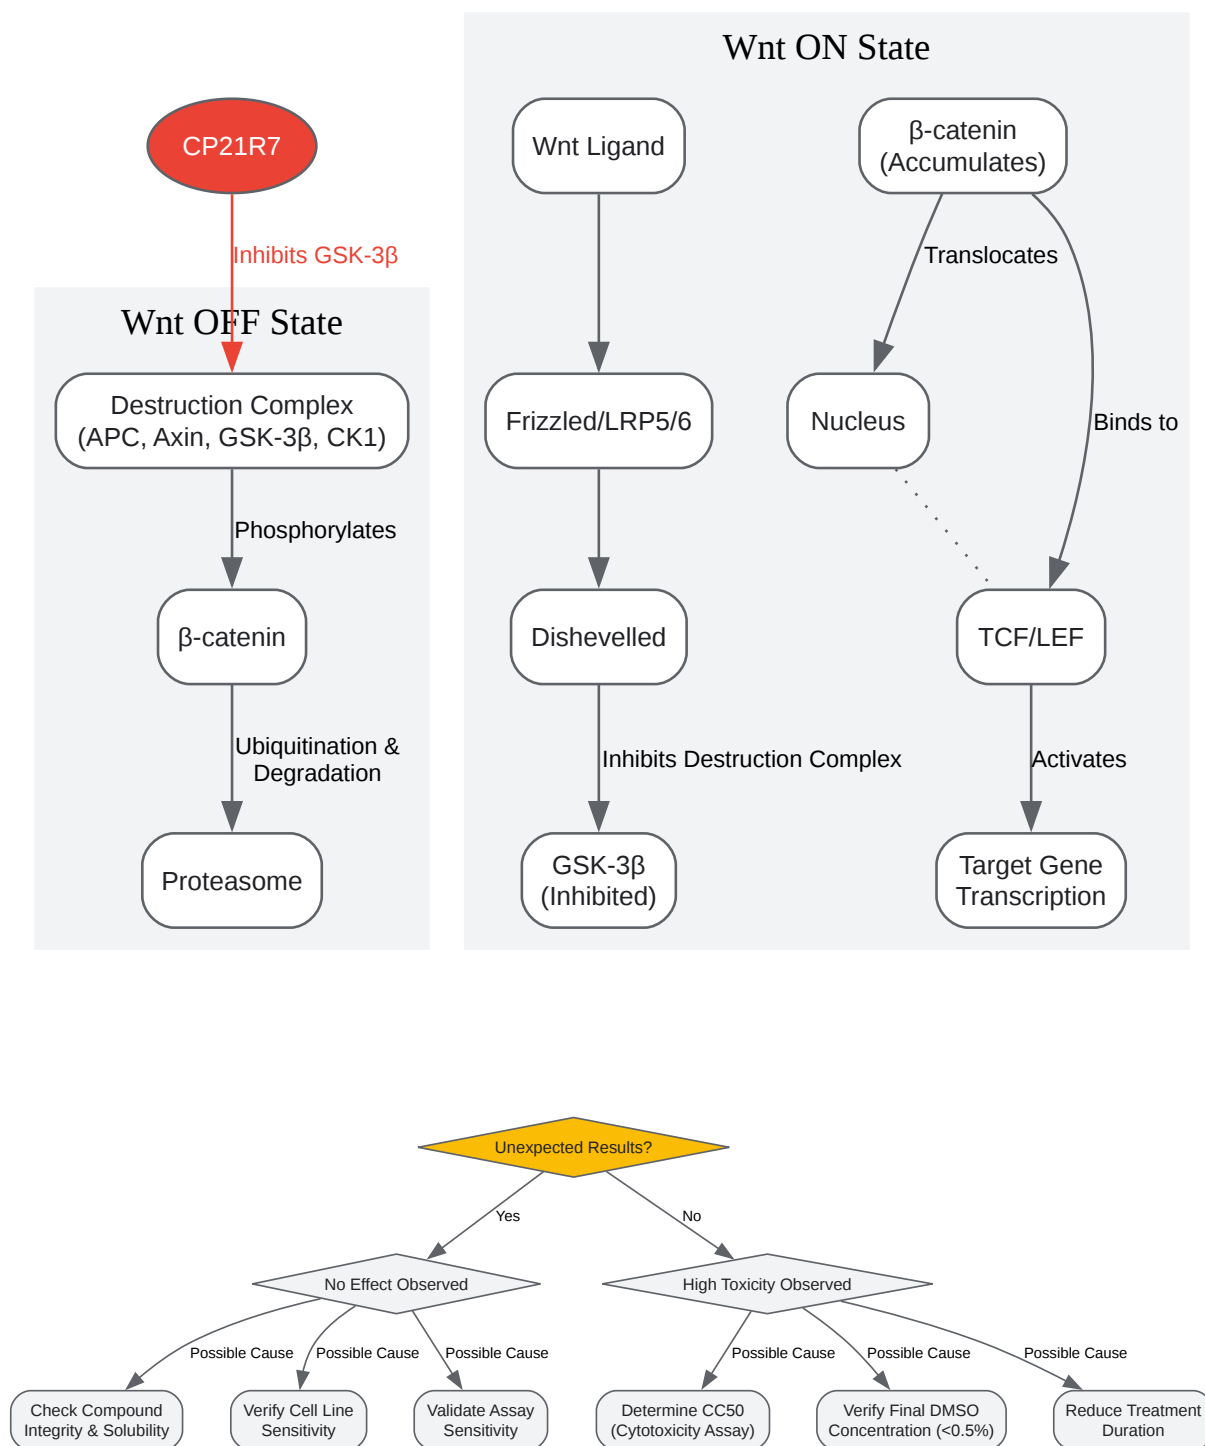 Wnt ON State
CP21R7
Wnt Ligand
β-catenin
(Accumulates)
Inhibits GSK-3β
Translocates
Wnt OFF State
Destruction Complex
(APC, Axin, GSK-3β, CK1)
Frizzled/LRP5/6
Nucleus
Binds to
Phosphorylates
β-catenin
Dishevelled
TCF/LEF
Ubiquitination &
Degradation
Inhibits Destruction Complex
Activates
Proteasome
GSK-3β
(Inhibited)
Target Gene
Transcription
Unexpected Results?
Yes
No
No Effect Observed
High Toxicity Observed
Possible Cause
Possible Cause
Possible Cause
Possible Cause
Possible Cause
Possible Cause
Check Compound
Integrity & Solubility
Verify Cell Line
Sensitivity
Validate Assay
Sensitivity
Determine CC50
(Cytotoxicity Assay)
Verify Final DMSO
Concentration (<0.5%)
Reduce Treatment
Duration